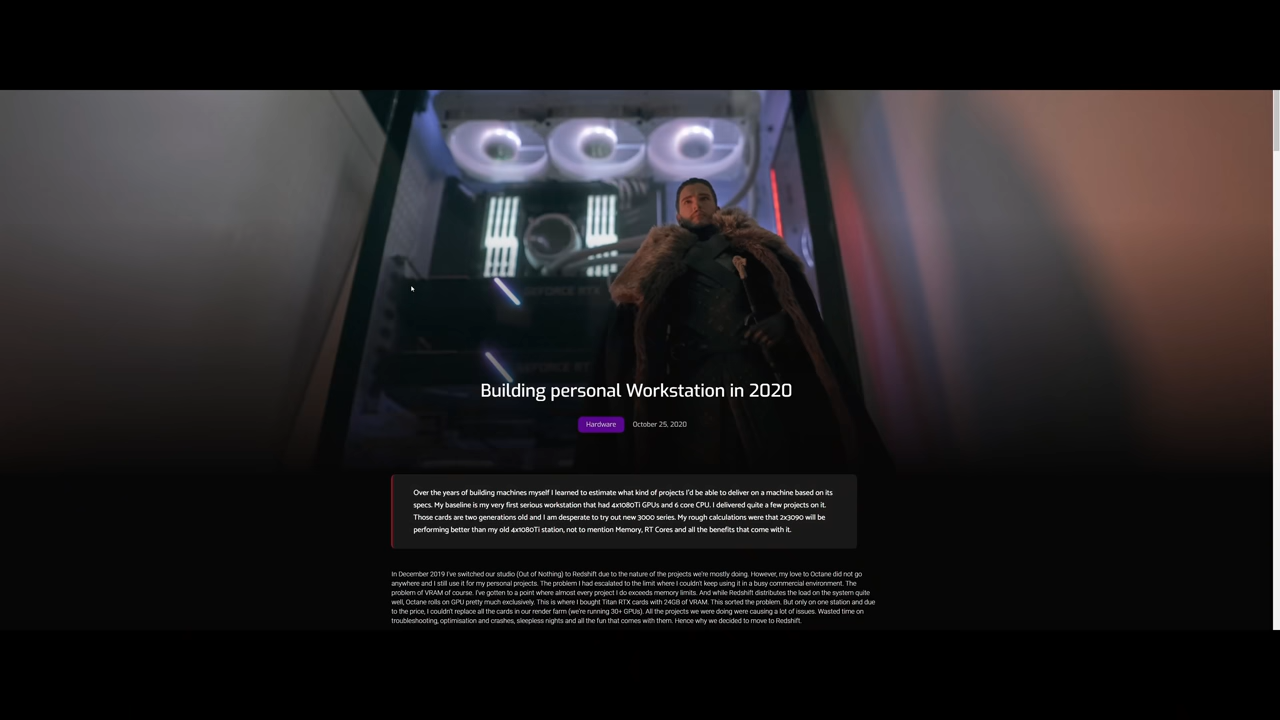 GEFORCE RTX
Building personal Workstation in 2020
Hardware October 25, 2020
Over the years of building machines myself I learned to estimate what kind of projects I'd be able to deliver on a machine based on its
specs. My baseline is my very first serious workstation that had 4x1080Ti GPUs and 6 core CPU. I delivered quite a few projects on it.
Those cards are two generations old and I am desperate to try out new 3000 series. My rough calculations were that 2x3090 will be
performing better than my old 4x1080Ti station, not to mention Memory, RT Cores and all the benefits that come with it.
In December 2019 I've switched our studio (Out of Nothing) to Redshift due to the nature of the projects we're mostly doing. However, my love to Octane did not go
anywhere and I still use it for my personal projects. The problem I had escalated to the limit where I couldn't keep using it in a busy commercial environment. The
problem of VRAM of course. I've gotten to a point where almost every project I do exceeds memory limits. And while Redshift distributes the load on the system quite
well, Octane rolls on GPU pretty much exclusively. This is where I bought Titan RTX cards with 24GB of VRAM. This sorted the problem. But only on one station and due
to the price, I couldn't replace all the cards in our render farm (we're running 30+ GPUs). All the projects we were doing were causing a lot of issues. Wasted time on
troubleshooting, optimisation and crashes, sleepless nights and all the fun that comes with them. Hence why we decided to move to Redshift.